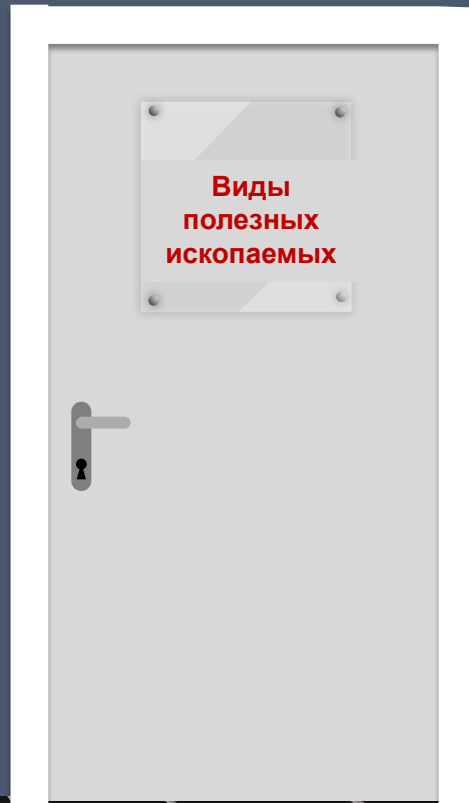 Виды
полезных
ископаемых